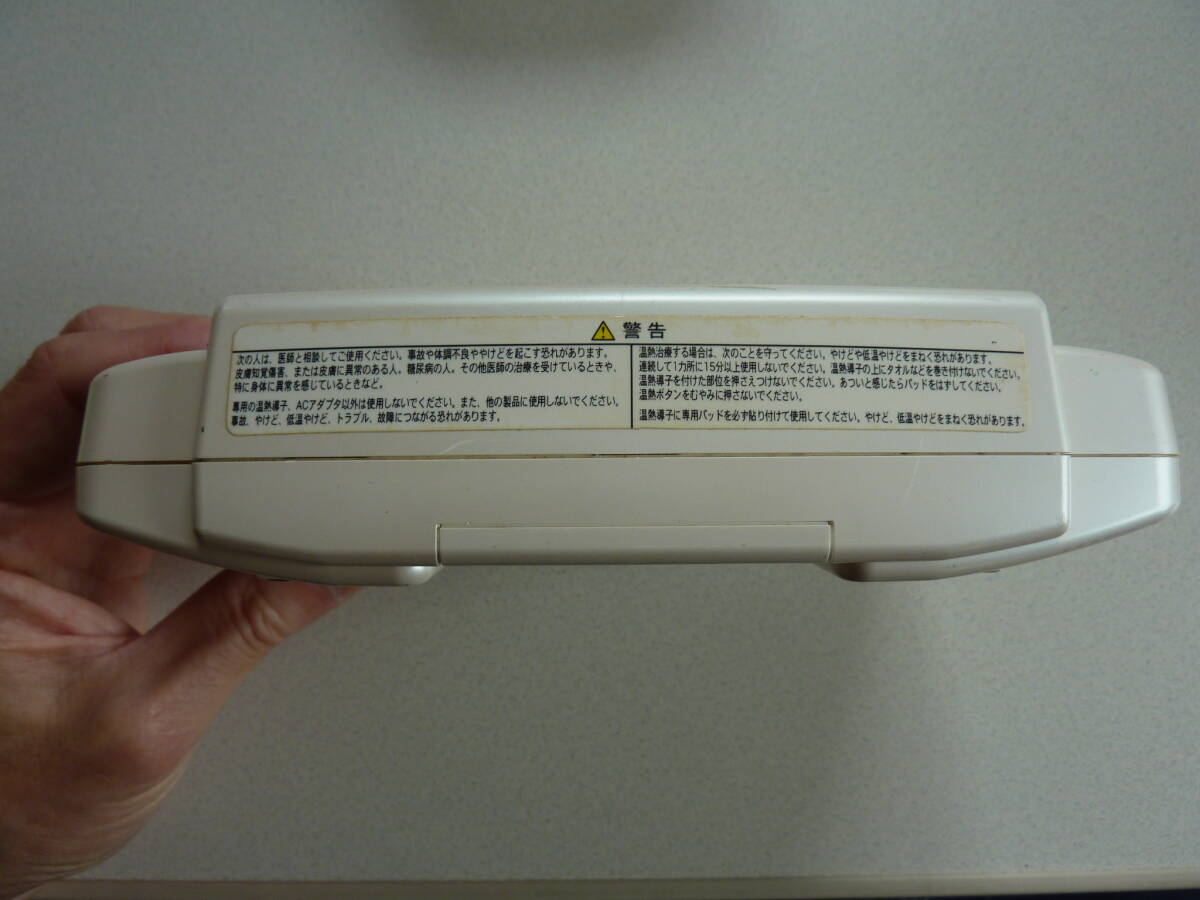 警告
次の人は、医師と相談してご使用ください。事故や体調不良ややけどを起こす恐れがあります。
皮膚知覚傷害、または皮膚に異常のある人。糖尿病の人。その他医師の治療を受けているときや、
特に身体に異常を感じているときなど。
専用の温熱導子、ACアダプタ以外は使用しないでください。また、他の製品に使用しないでください。
事故、やけど、低温やけど、トラブル、故障につながる恐れがあります。
温熱治療する場合は、次のことを守ってください。やけどや低温やけどをまねく恐れがあります。
連続して1カ所に15分以上使用しないでください。温熱導子の上にタオルなどを巻き付けないでください。
温熱導子を付けた部位を押さえつけないでください。あついと感じたらパッドをはずしてください。
温熱ボタンをむやみに押さないでください。
温熱導子に専用パッドを必ず貼り付けて使用してください。やけど、低温やけどをまねく恐れがあります。